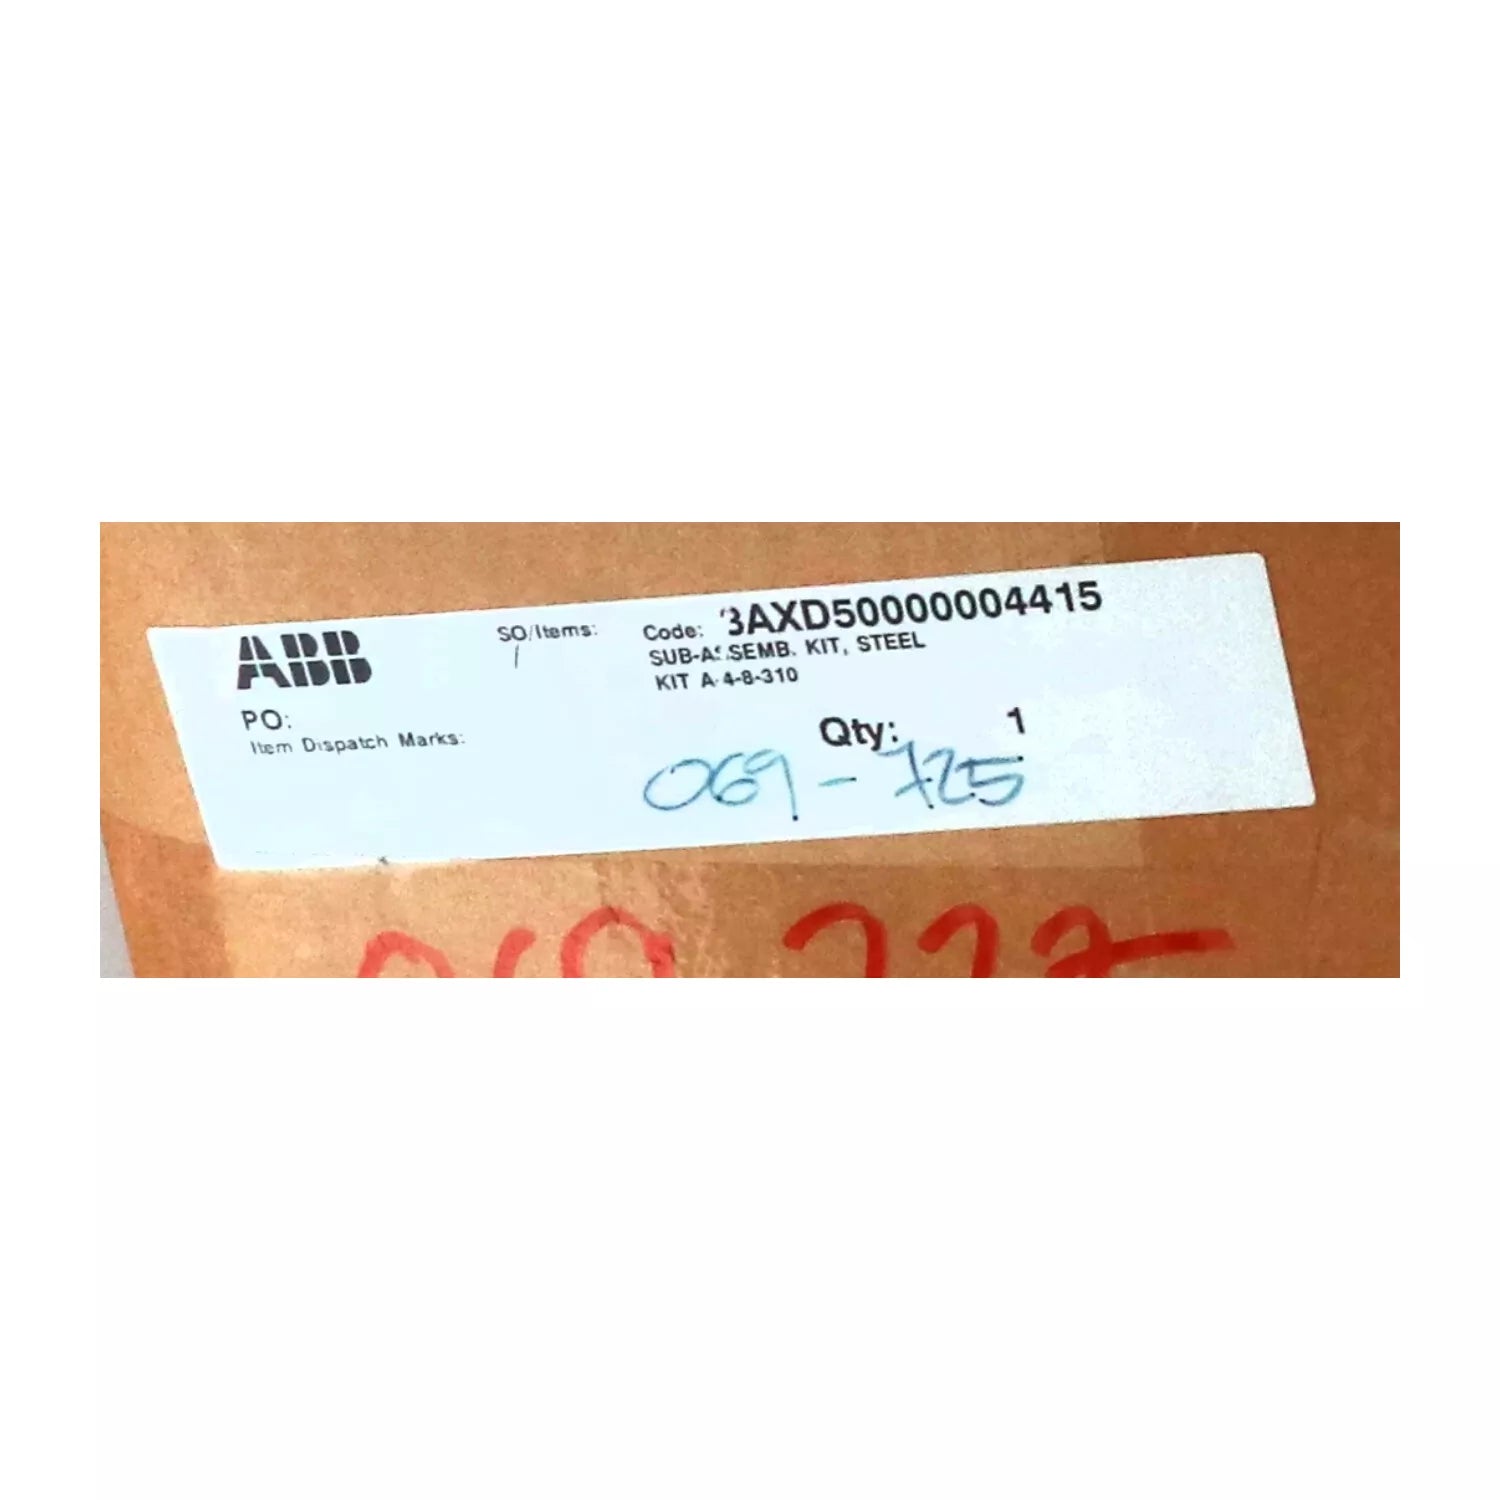 ABB
SO/Items:
/
Code: 3AXD50000004415
SUB-ASSEMB. KIT, STEEL
KIT A-4-8-310
PO:
Item Dispatch Marks:
Qty: 1
069-725